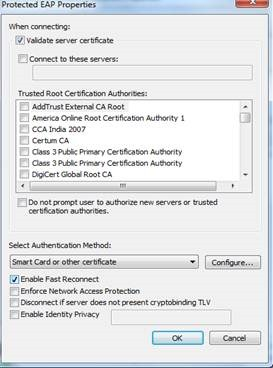 Protected EAP Properties
When connecting:
Validate server certificate
Connect to these servers:
Trusted Root Certification Authorities:
AddTrust External CA Root
America Online Root Certification Authority 1
CCA India 2007
Certum CA
Class 3 Public Primary Certification Authority
Class 3 Public Primary Certification Authority
DigiCert Global Root CA
Do not prompt user to authorize new servers or trusted
certification authorities.
Select Authentication Method:
Smart Card or other certificate
Configure...
Enable Fast Reconnect
Enforce Network Access Protection
Disconnect if server does not present cryptobinding TLV
Enable Identity Privacy
OK
Cancel